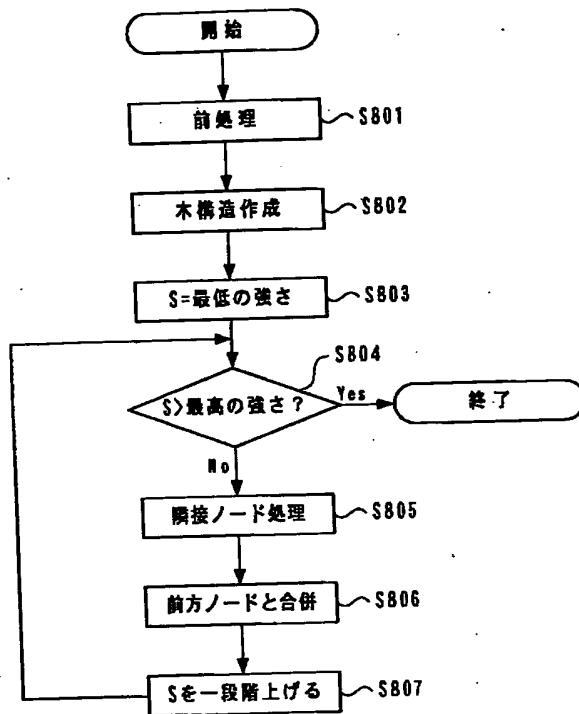 開始
前処理
S801
木構造作成
S802
S=最低の強さ
S803
S804
S>最高の強さ?
Yes
終了
No
隣接ノード処理
S805
前方ノードと合併
S806
Sを一段階上げる
S807